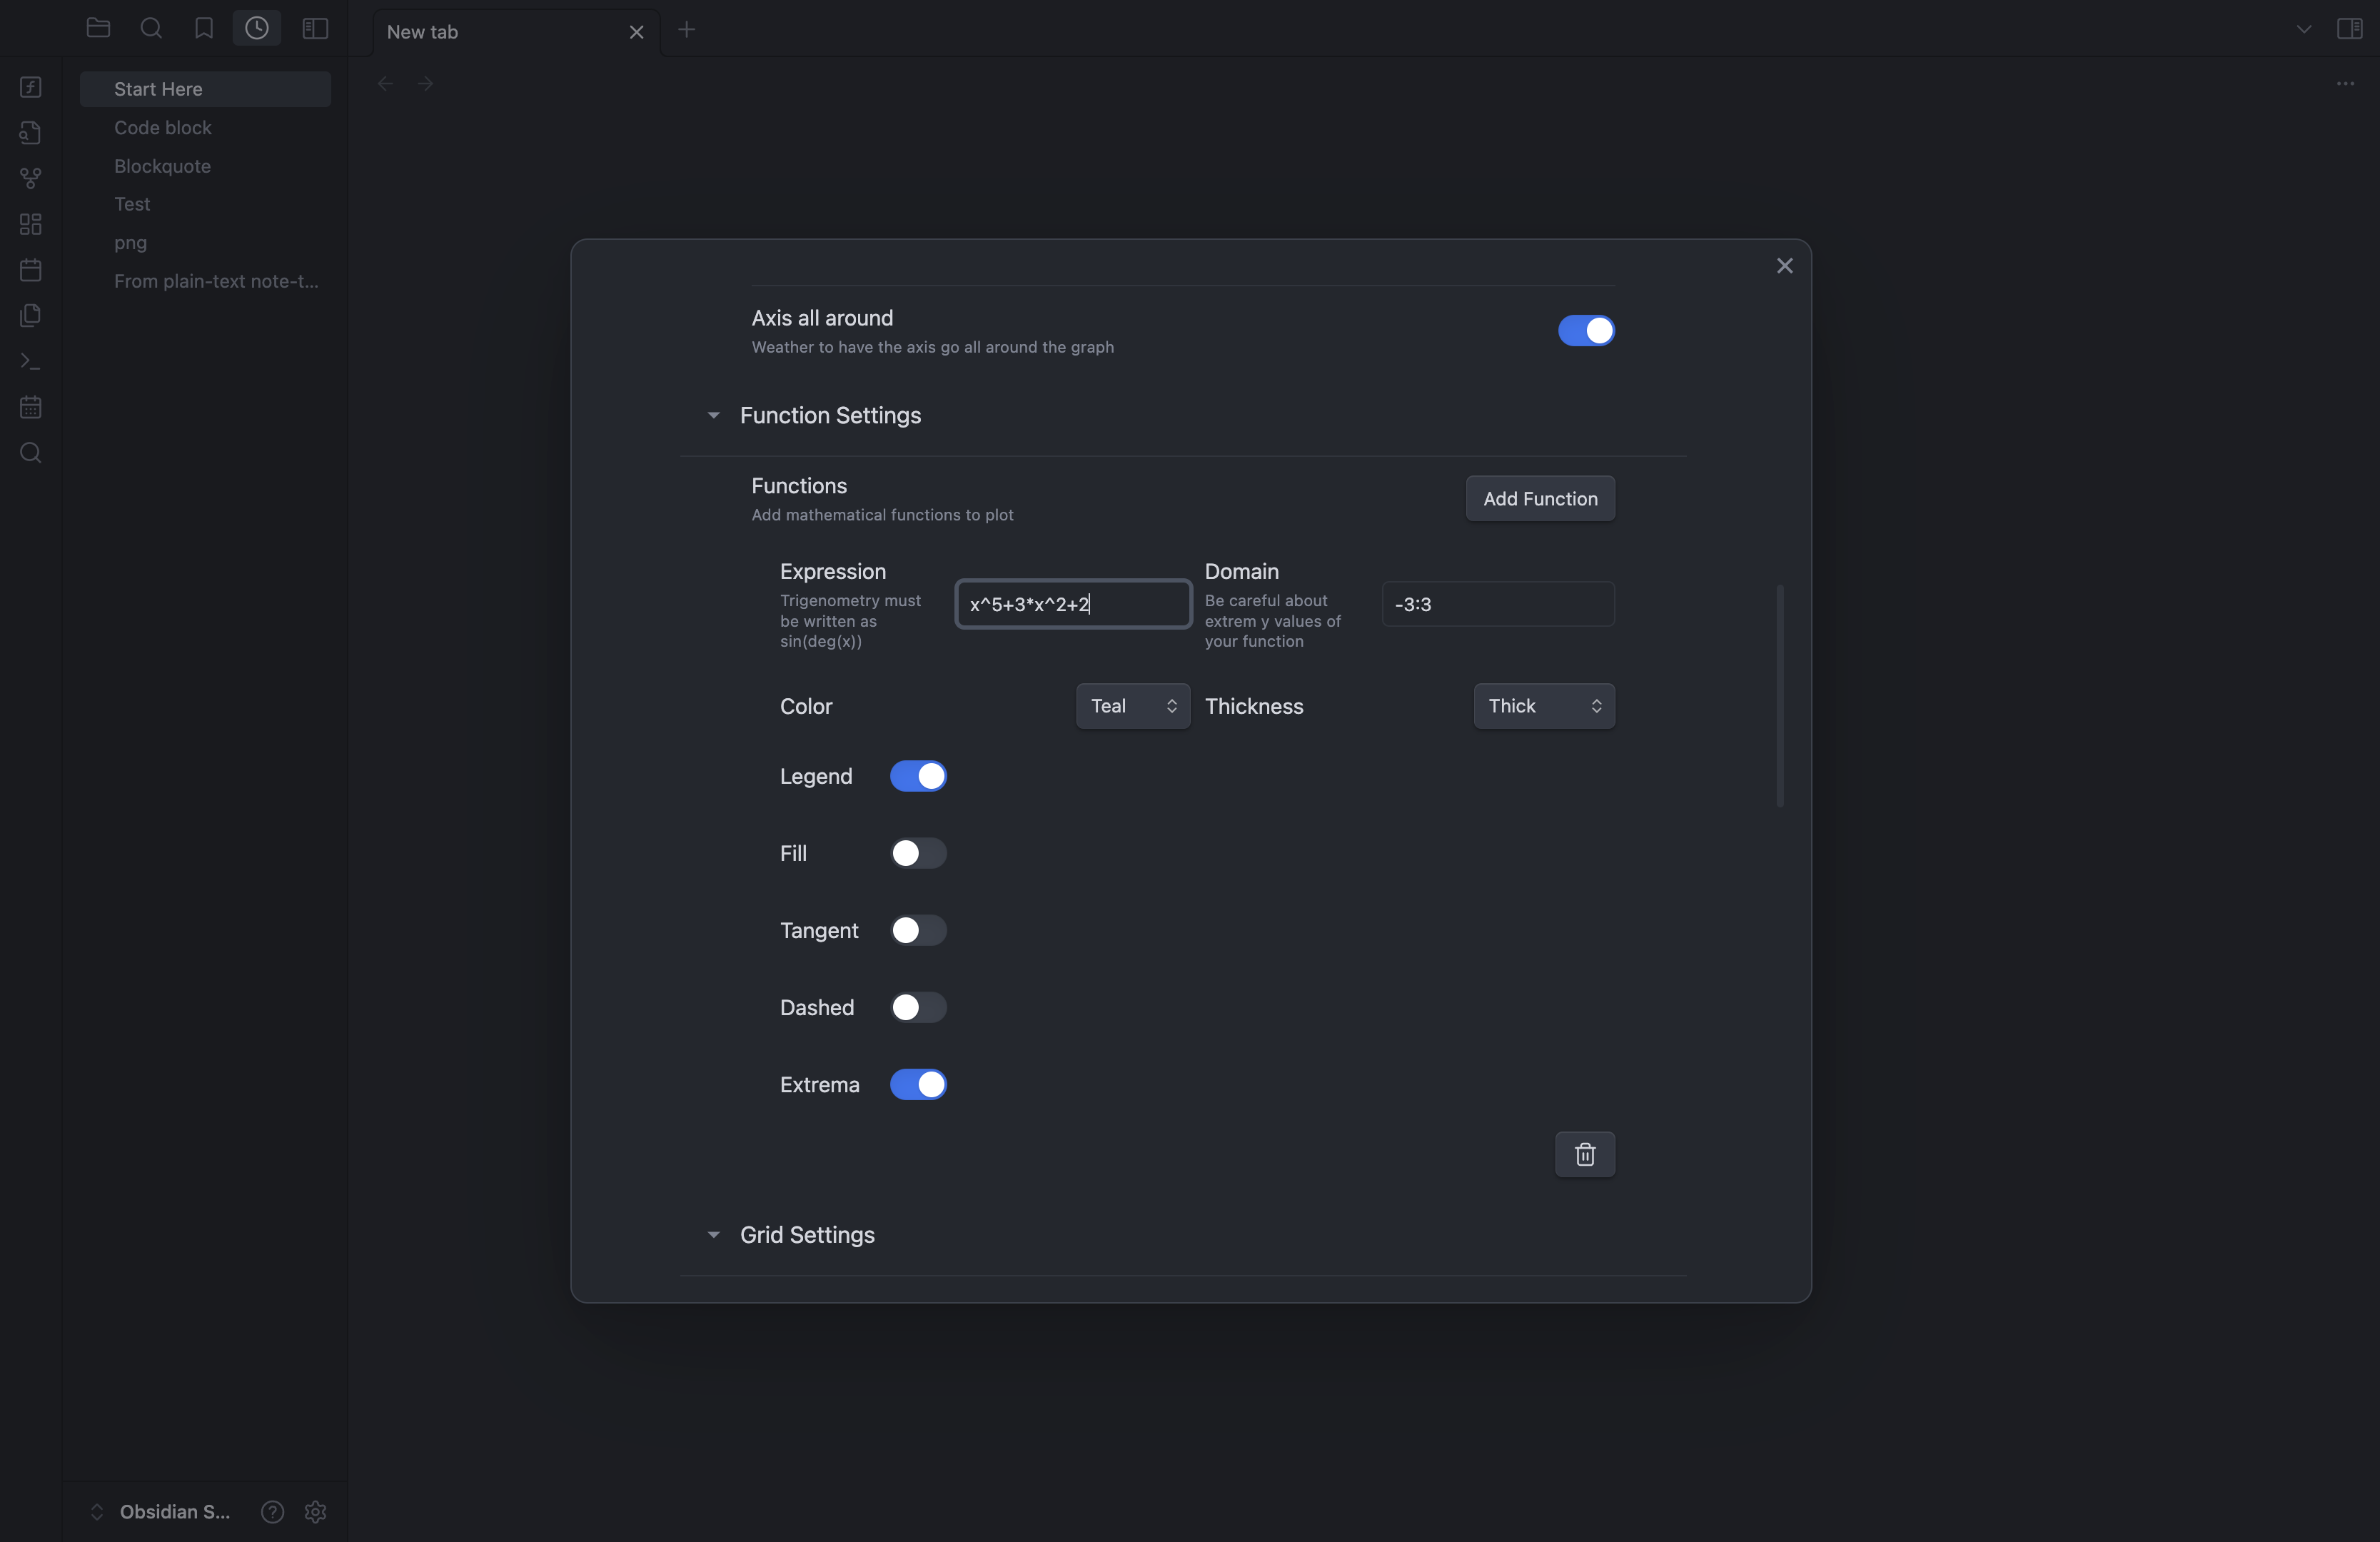 New tab
Start Here
Code block
Blockquote
Test
png
From plain-text note-t...
Axis all around
Weather to have the axis go all around the graph
Function Settings
Functions
Add mathematical functions to plot
Add Function
Expression
Trigenometry must
be written as
sin(deg(x))
x^5+3*x^2+2
Domain
Be careful about
extrem y values of
your function
-3:3
Color
Teal
Thickness
Thick
Legend
Fill
Tangent
Dashed
Extrema
Grid Settings
Obsidian S...